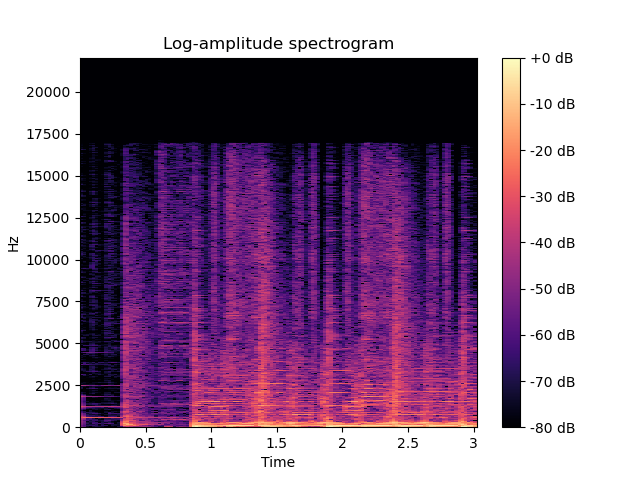 Log-amplitude spectrogram
Hz
20000
17500
15000
12500
10000
7500
5000
2500
0
0 0.5 1 1.5 2 2.5 3
Time
+0 dB
-10 dB
-20 dB
-30 dB
-40 dB
-50 dB
-60 dB
-70 dB
-80 dB